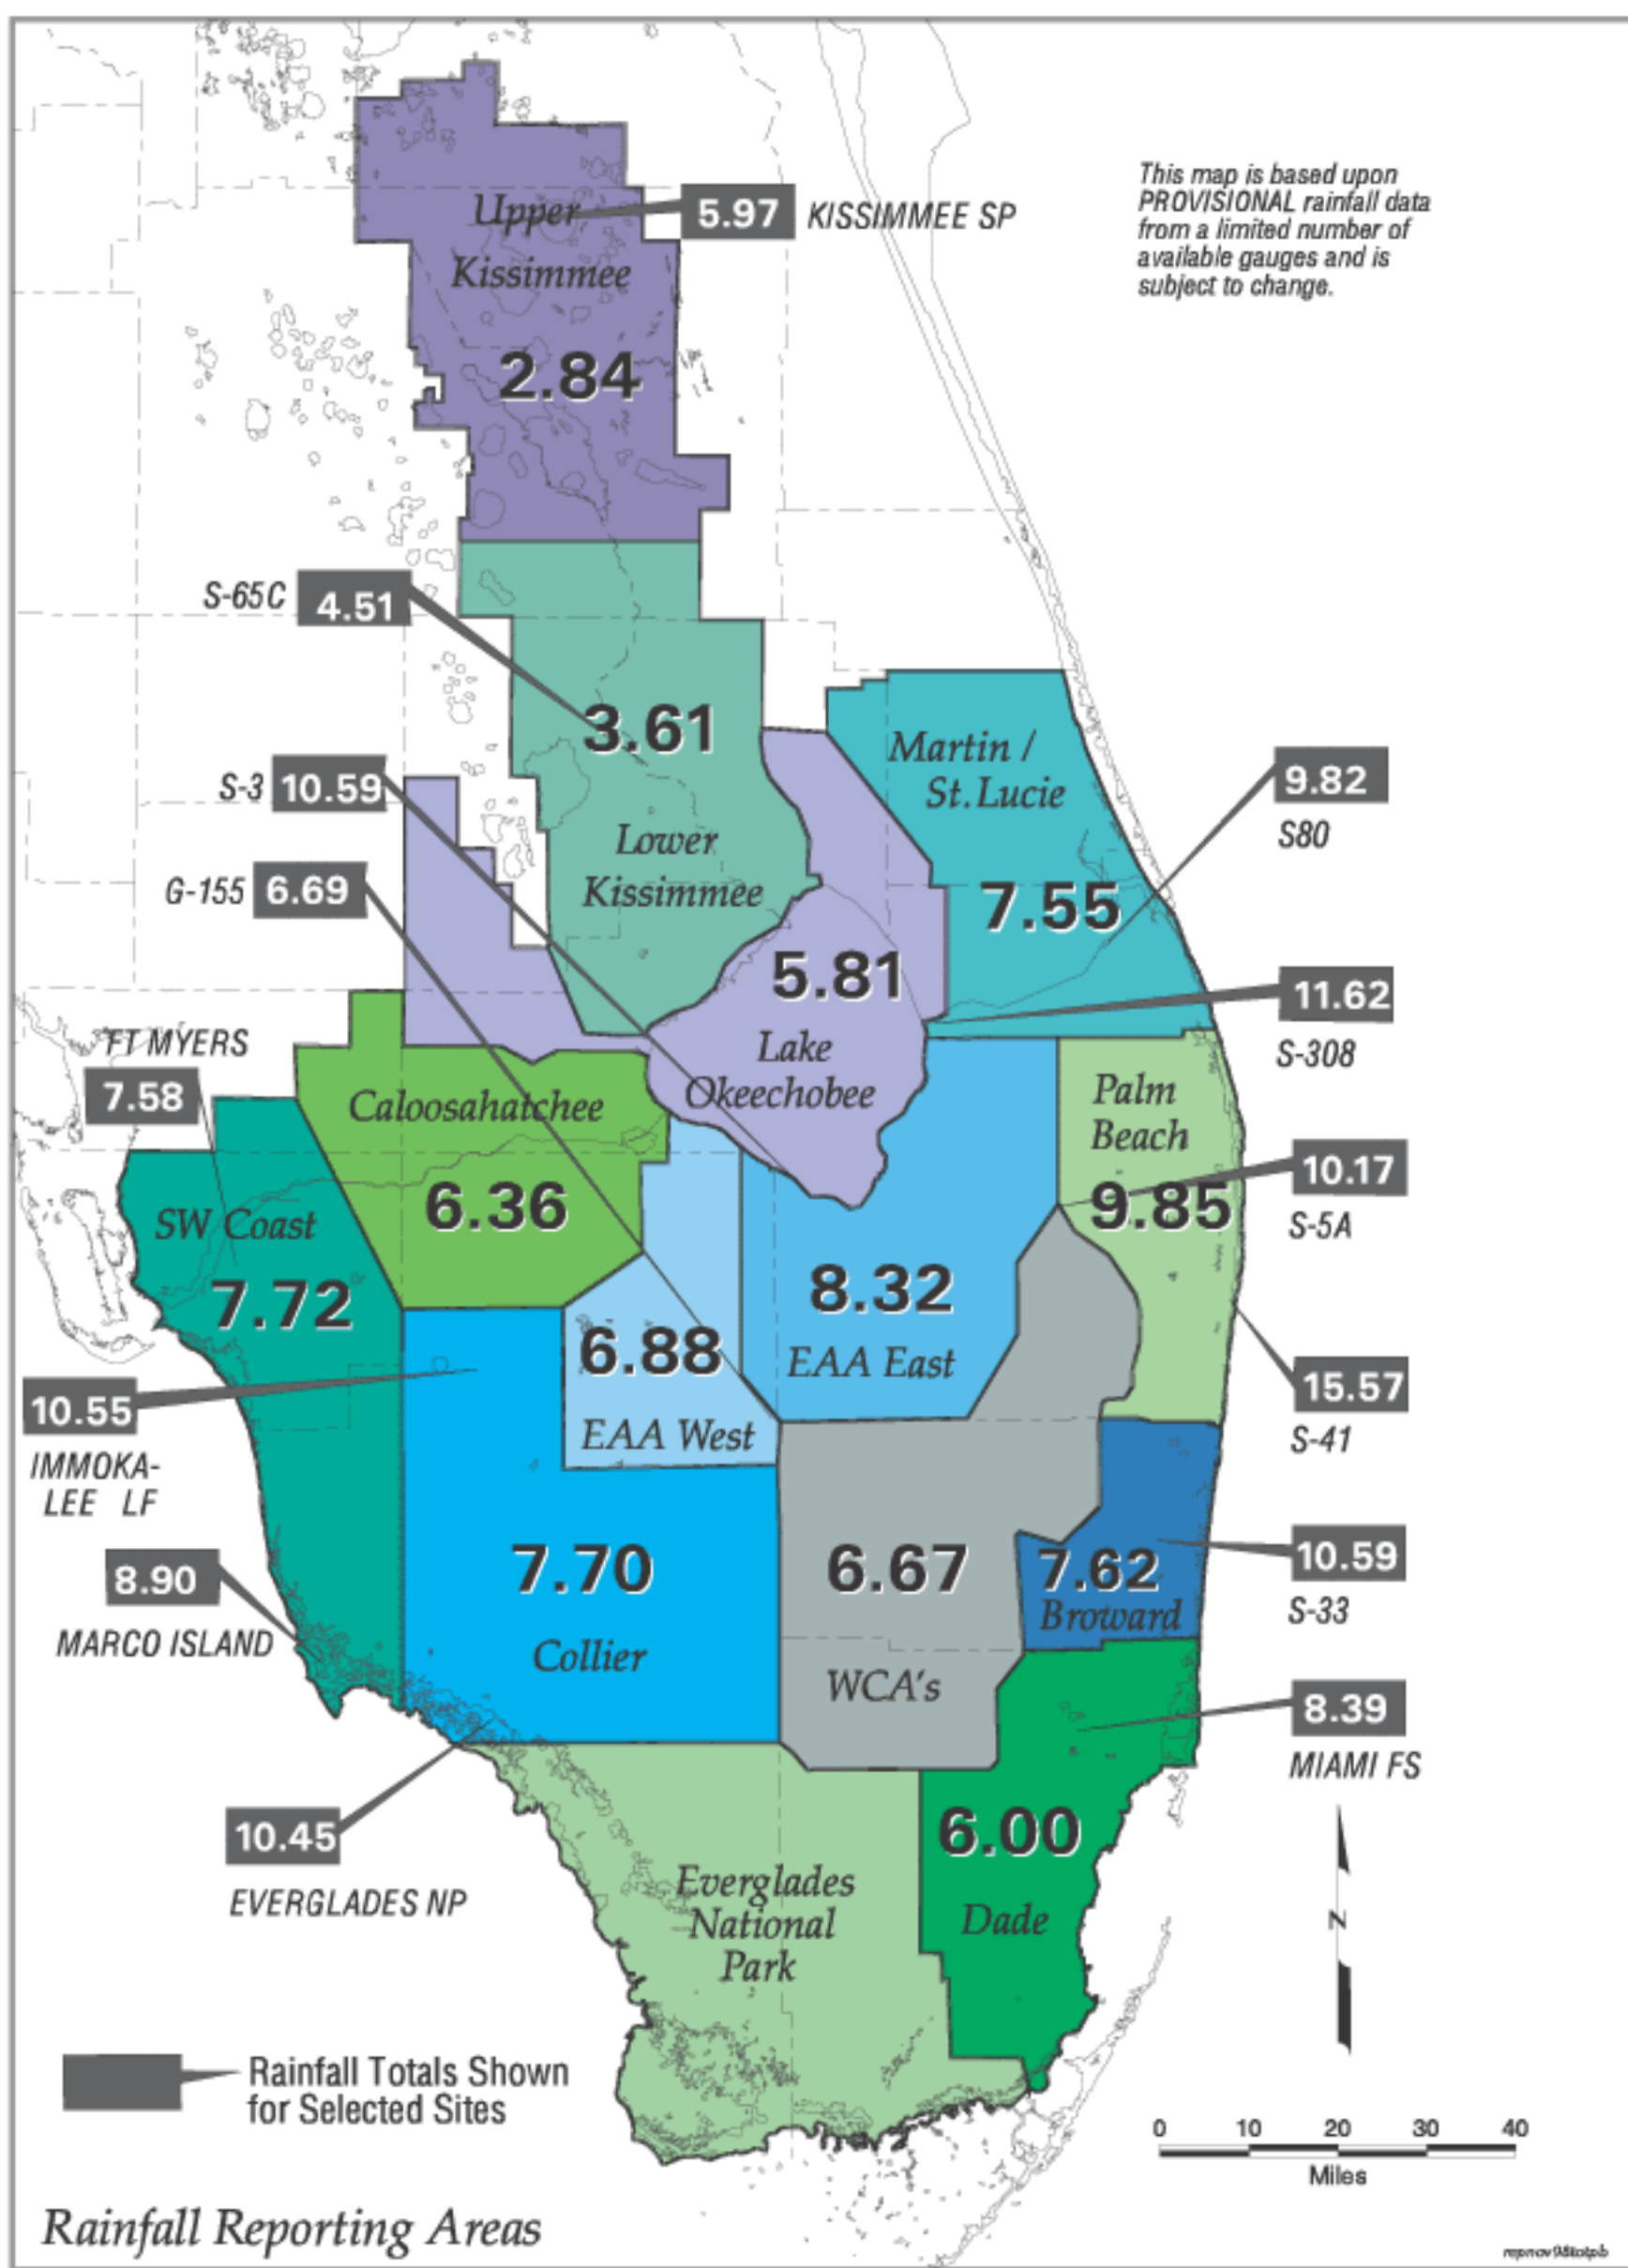 This map is based upon
PROVISIONAL rainfall data
from a limited number of
available gauges and is
subject to change.
Upper
Kissimmee
2.84
5.97
KISSIMMEE SP
S-65C
4.51
3.61
Lower
Kissimmee
S-3
10.59
G-155
6.69
Martin /
St.Lucie
7.55
9.82
S80
5.81
Lake
Okeechobee
11.62
S-308
FT MYERS
7.58
Caloosahatchee
6.36
Palm
Beach
9.85
10.17
S-5A
SW Coast
7.72
8.32
EAA East
6.88
EAA West
15.57
S-41
10.55
IMMOKA-
LEE LF
7.70
Collier
6.67
WCA's
7.62
Broward
10.59
S-33
8.90
MARCO ISLAND
8.39
MIAMI FS
10.45
EVERGLADES NP
6.00
Dade
Everglades
National
Park
N
Rainfall Totals Shown
for Selected Sites
0 10 20 30 40
Miles
Rainfall Reporting Areas